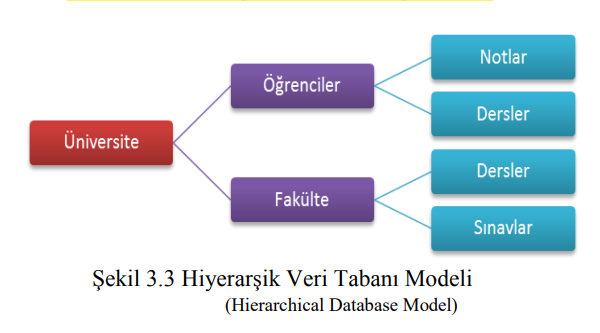 Üniversite
Öğrenciler
Notlar
Dersler
Fakülte
Dersler
Sınavlar
Şekil 3.3 Hiyerarşik Veri Tabanı Modeli
(Hierarchical Database Model)